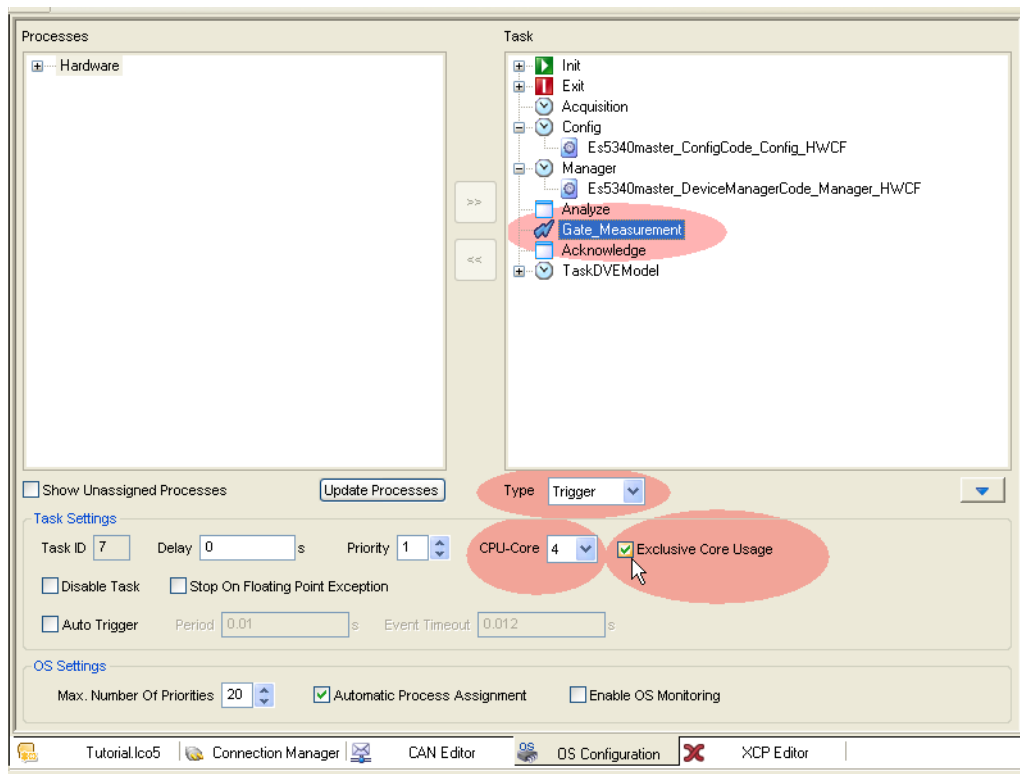 Processes
Task
Hardware
Init
Exit
Acquisition
Config
Es5340master_ConfigCode_Config_HWCF
Manager
Es5340master_DeviceManagerCode_Manager_HWCF
Analyze
Gate_Measurement
Acknowledge
TaskDVEModel
>>
<<
Show Unassigned Processes
Update Processes
Type Trigger
Task Settings
Task ID 7 Delay 0 s Priority 1 CPU-Core 4 Exclusive Core Usage
Disable Task Stop On Floating Point Exception
Auto Trigger Period 0.01 s Event Timeout 0.012 s
OS Settings
Max. Number Of Priorities 20 Automatic Process Assignment Enable OS Monitoring
Tutorial.lco5 Connection Manager CAN Editor OS OS Configuration XCP Editor